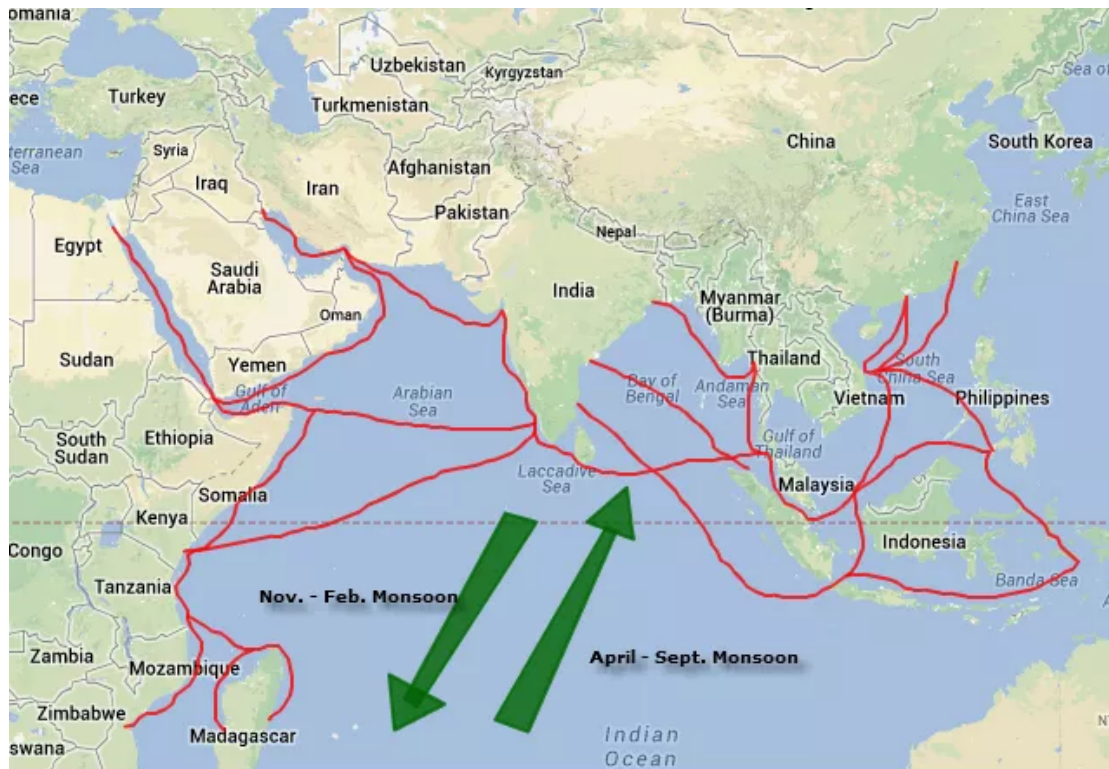 omania
Uzbekistan
Kyrgyzstan
Sea of
ece
Turkey
Turkmenistan
China
South Korea
terranean
Sea
Syria
Afghanistan
Iraq
Iran
East
China Sea
Pakistan
Nepal
Egypt
Saudi
Arabia
India
Myanmar
(Burma)
Oman
Sudan
Yemen
Thailand
Gulf of
Aden
Arabian
Sea
Bay of
Bengal
Andaman
Sea
South
China Sea
Vietnam
Philippines
South
Sudan
Ethiopia
Gulf of
Thailand
Laccadive
Sea
Malaysia
Somalia
Kenya
Congo
Indonesia
Tanzania
Banda Sea
Nov. - Feb. Monsoon
April - Sept. Monsoon
Zambia
Mozambique
Zimbabwe
Madagascar
Indian
Ocean
swana